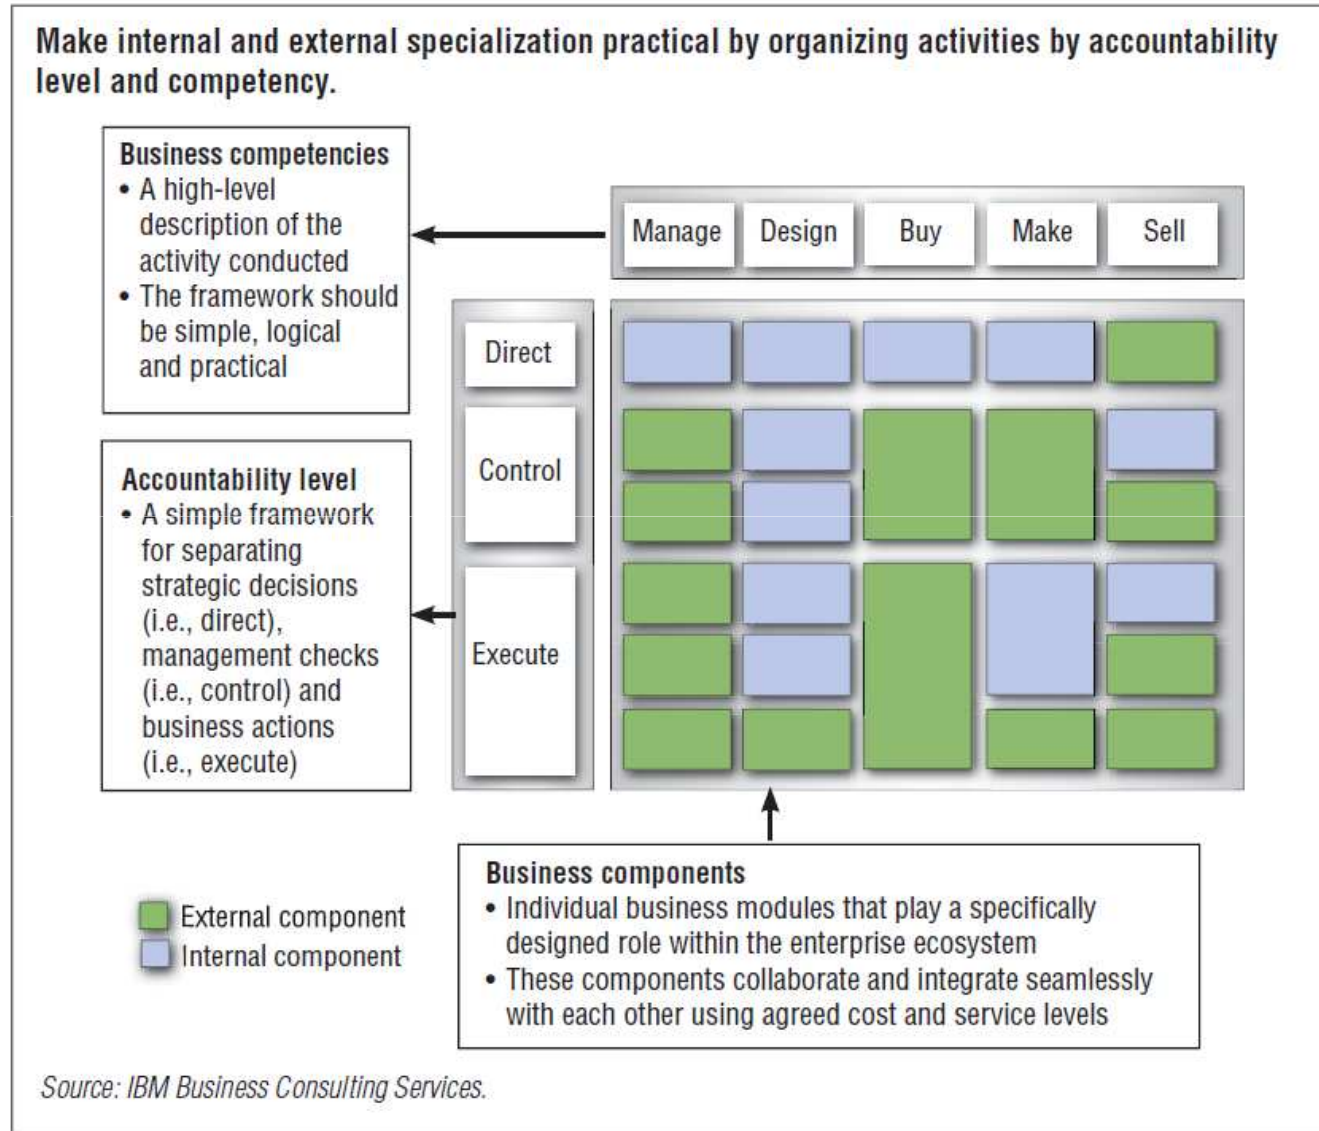 Make internal and external specialization practical by organizing activities by accountability
level and competency.
Business competencies
• A high-level
description of the
activity conducted
• The framework should
be simple, logical
and practical
Manage Design Buy Make Sell
Direct
Control
Execute
Accountability level
• A simple framework
for separating
strategic decisions
(i.e., direct),
management checks
(i.e., control) and
business actions
(i.e., execute)
External component
Internal component
Business components
• Individual business modules that play a specifically
designed role within the enterprise ecosystem
• These components collaborate and integrate seamlessly
with each other using agreed cost and service levels
Source: IBM Business Consulting Services.